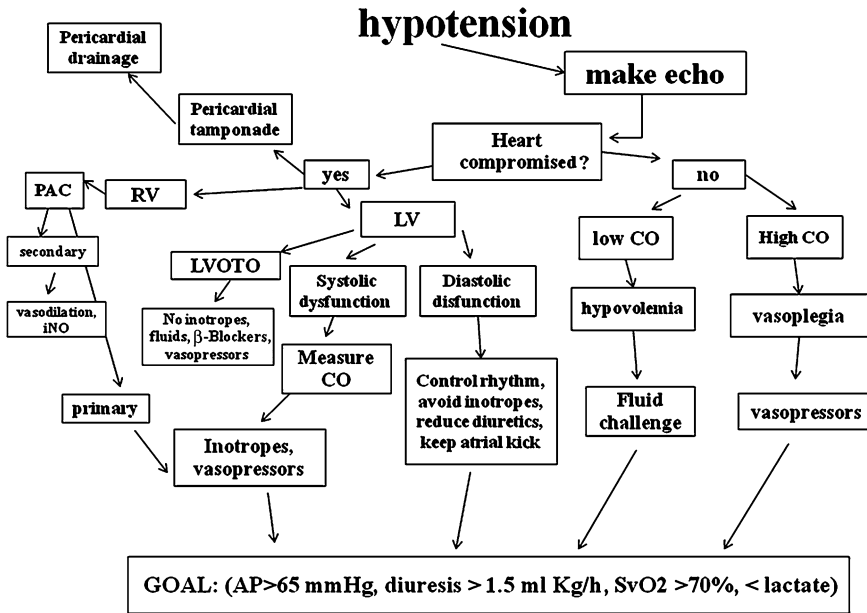 hypotension
make echo
Pericardial
drainage
Pericardial
tamponade
Heart
compromised?
yes
no
PAC
RV
LV
low CO
High CO
secondary
LVOTO
Systolic
dysfunction
Diastolic
disfunction
hypovolemia
vasoplegia
vasodilation,
iNO
No inotropes,
fluids, β-Blockers,
vasopressors
Measure
CO
Control rhythm,
avoid inotropes,
reduce diuretics,
keep atrial kick
Fluid
challenge
vasopressors
primary
Inotropes,
vasopressors
GOAL: (AP>65 mmHg, diuresis > 1.5 ml Kg/h, SvO2 >70%, < lactate)